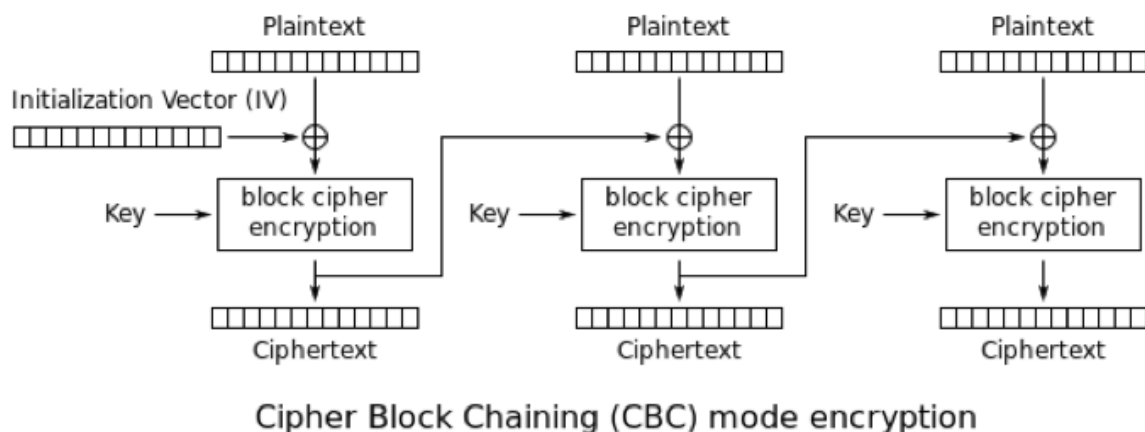 Plaintext
Plaintext
Plaintext
Initialization Vector (IV)
Key
block cipher
encryption
Key
block cipher
encryption
Key
block cipher
encryption
Ciphertext
Ciphertext
Ciphertext
Cipher Block Chaining (CBC) mode encryption